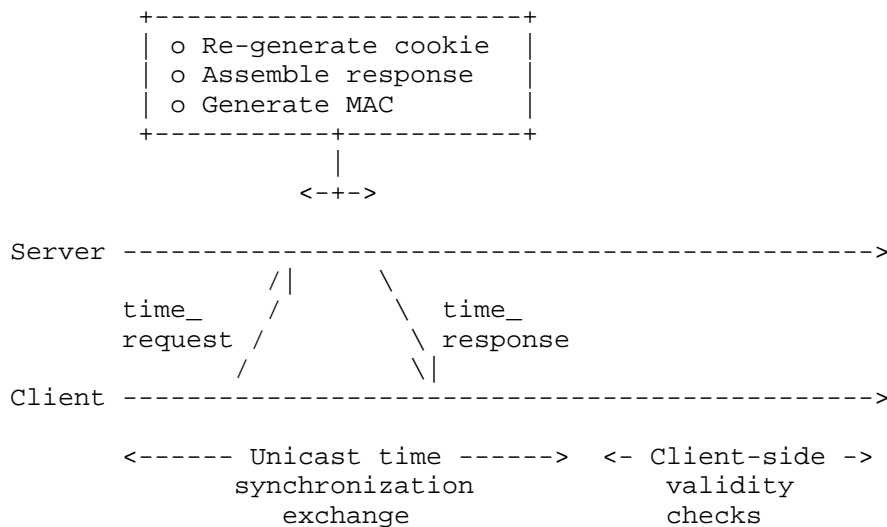 +-----------------------+
| o Re-generate cookie  |
| o Assemble response   |
| o Generate MAC        |
+-----------+-----------+
|
<-+->
Server ----------------------------------------------->
/|      \
time_    /       \  time_
request /         \ response
/          \|
Client ----------------------------------------------->
<------ Unicast time ------>  <- Client-side ->
synchronization            validity
exchange                checks